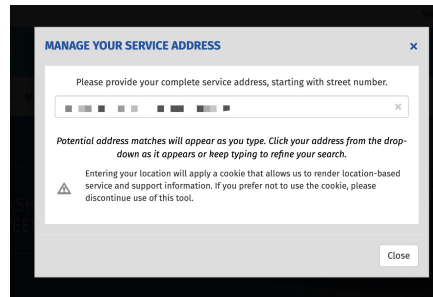 MANAGE YOUR SERVICE ADDRESS ×
Please provide your complete service address, starting with street number.
Potential address matches will appear as you type. Click your address from the drop-
down as it appears or keep typing to refine your search.
Entering your location will apply a cookie that allows us to render location-based
service and support information. If you prefer not to use the cookie, please
discontinue use of this tool.
Close